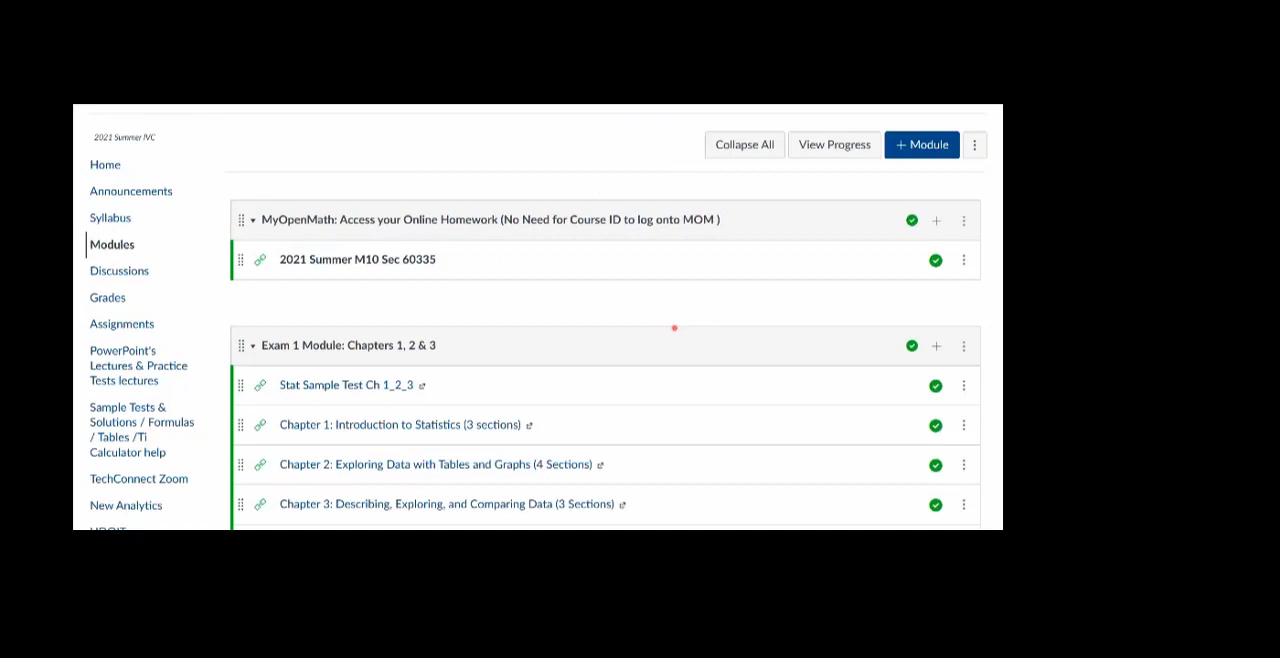 2021 Summer IVC
Home
Announcements
Syllabus
Modules
Discussions
Grades
Assignments
PowerPoint's
Lectures & Practice
Tests lectures
Sample Tests &
Solutions / Formulas
/ Tables /Ti
Calculator help
TechConnect Zoom
New Analytics
Collapse All
View Progress
+ Module
MyOpenMath: Access your Online Homework (No Need for Course ID to log onto MOM )
2021 Summer M10 Sec 60335
Exam 1 Module: Chapters 1, 2 & 3
Stat Sample Test Ch 1_2_3
Chapter 1: Introduction to Statistics (3 sections)
Chapter 2: Exploring Data with Tables and Graphs (4 Sections)
Chapter 3: Describing, Exploring, and Comparing Data (3 Sections)